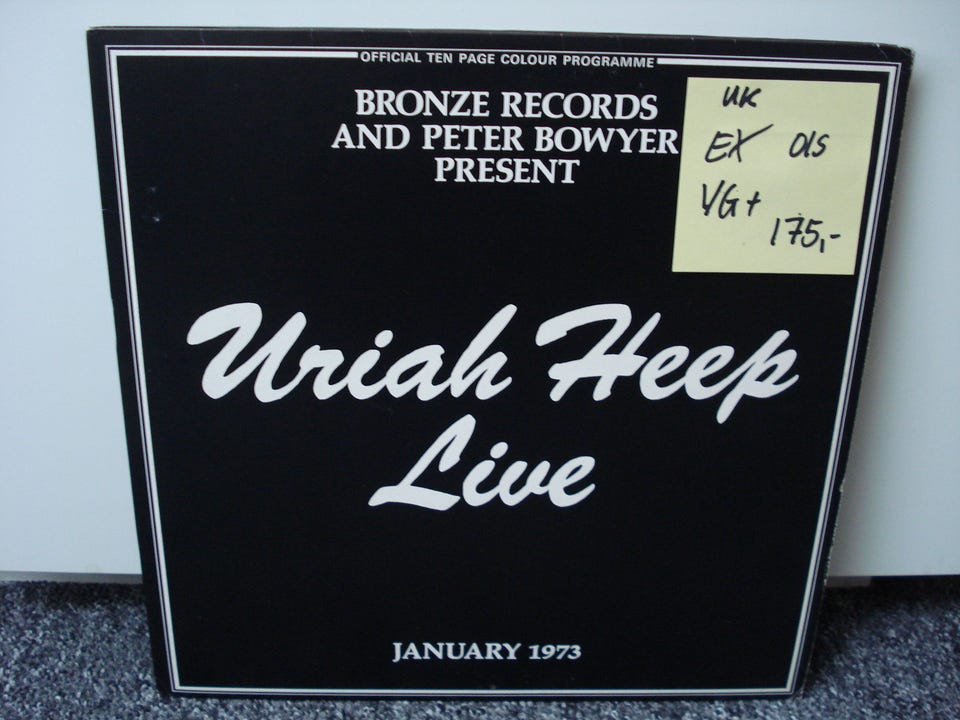 OFFICIAL TEN PAGE COLOUR PROGRAMME
BRONZE RECORDS
AND PETER BOWYER
PRESENT
UK
EX OIS
VG+
175,-
Uriah Heep
Live
JANUARY 1973